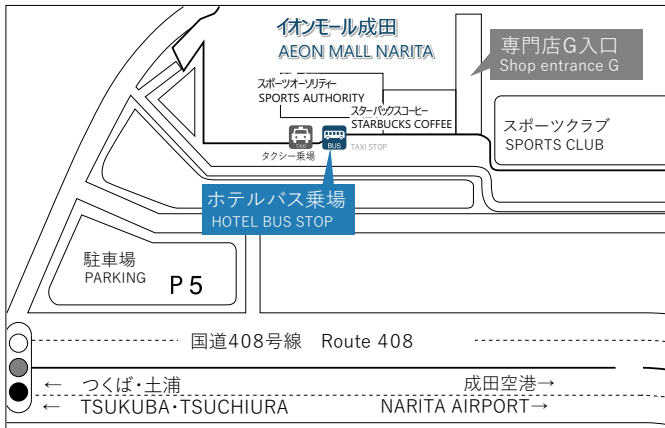 イオンモール成田
AEON MALL NARITA
専門店G入口
Shop entrance G
スポーツオーソリティー
SPORTS AUTHORITY
スターバックスコーヒー
STARBUCKS COFFEE
スポーツクラブ
SPORTS CLUB
TAXI
BUS
タクシー乗場
TAXI STOP
ホテルバス乗場
HOTEL BUS STOP
駐車場
PARKING
P 5
国道408号線 Route 408
← つくば・土浦
成田空港→
← TSUKUBA・TSUCHIURA
NARITA AIRPORT→